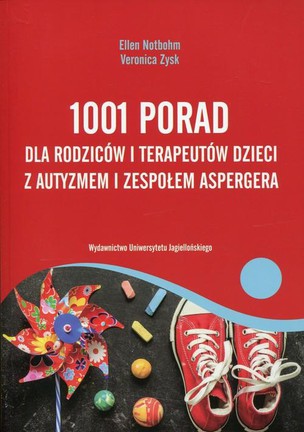 Ellen Notbohm
Veronica Zysk
1001 PORAD
DLA RODZICÓW I TERAPEUTÓW DZIECI
Z AUTYZMEM I ZESPOŁEM ASPERGERA
Wydawnictwo Uniwersytetu Jagiellońskiego